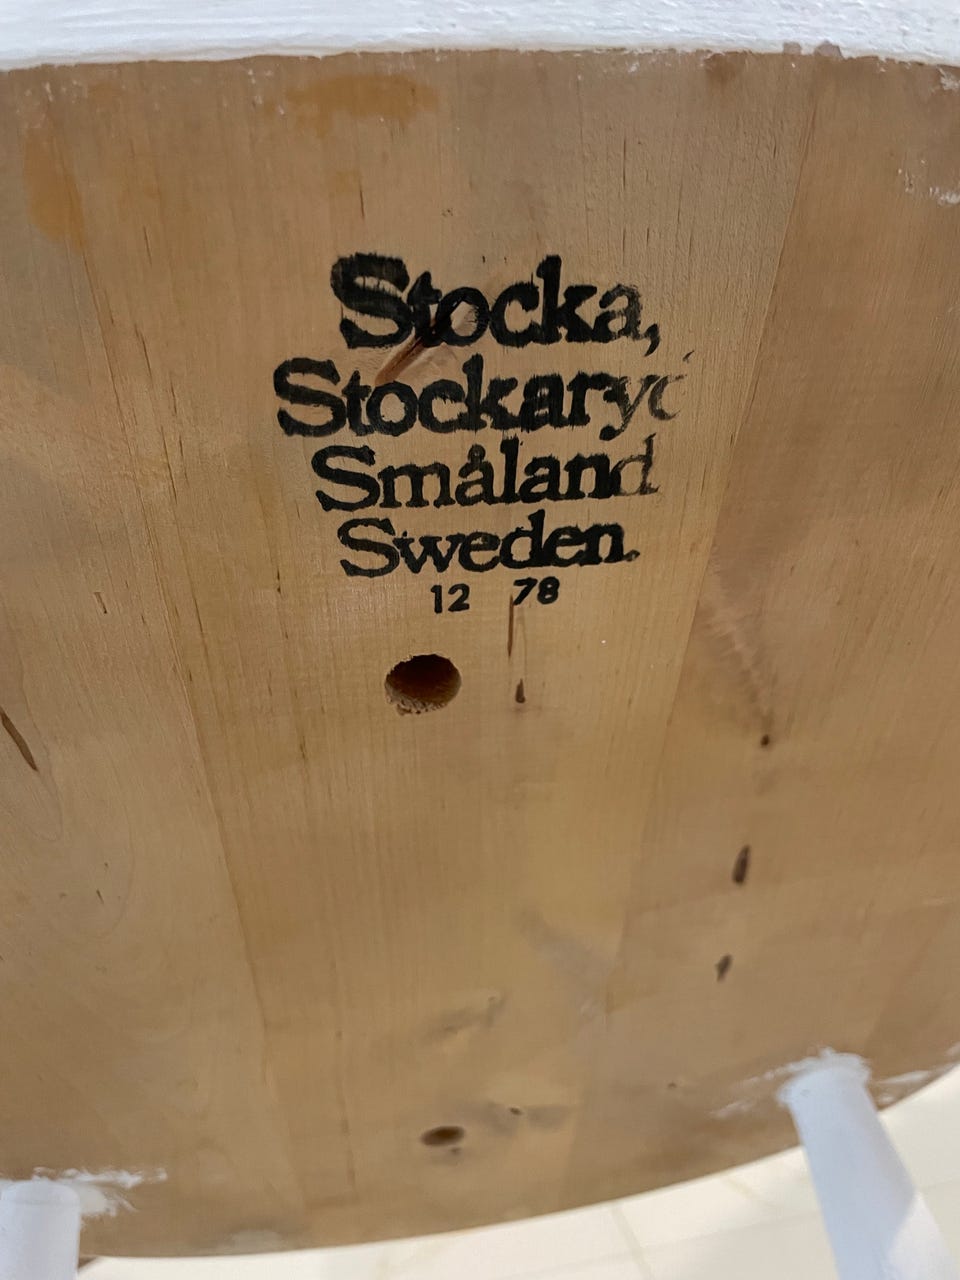 Stocka,
Stockaryd
Småland
Sweden.
12 78